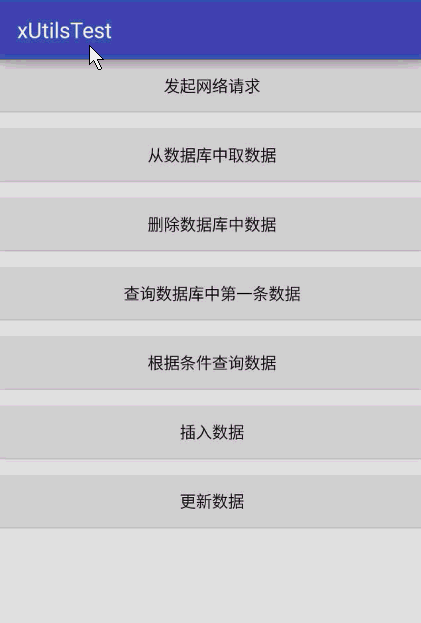 xUtilsTest
发起网络请求
从数据库中取数据
删除数据库中数据
查询数据库中第一条数据
根据条件查询数据
插入数据
更新数据